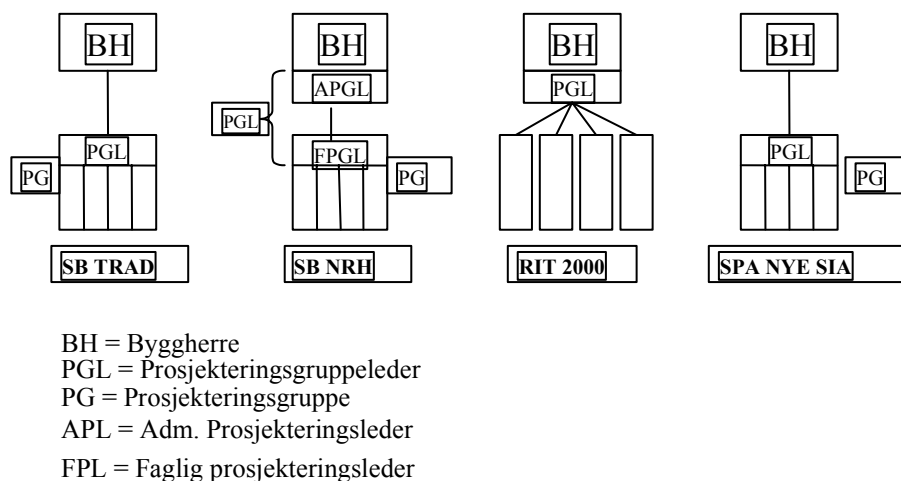 BH BH BH BH
APGL PGL
PGL
PGL FPGL PGL
PG PG PG
SB TRAD SB NRH RIT 2000 SPA NYE SIA
BH = Byggherre
PGL = Prosjekteringsgruppeleder
PG = Prosjekteringsgruppe
APL = Adm. Prosjekteringsleder
FPL = Faglig prosjekteringsleder